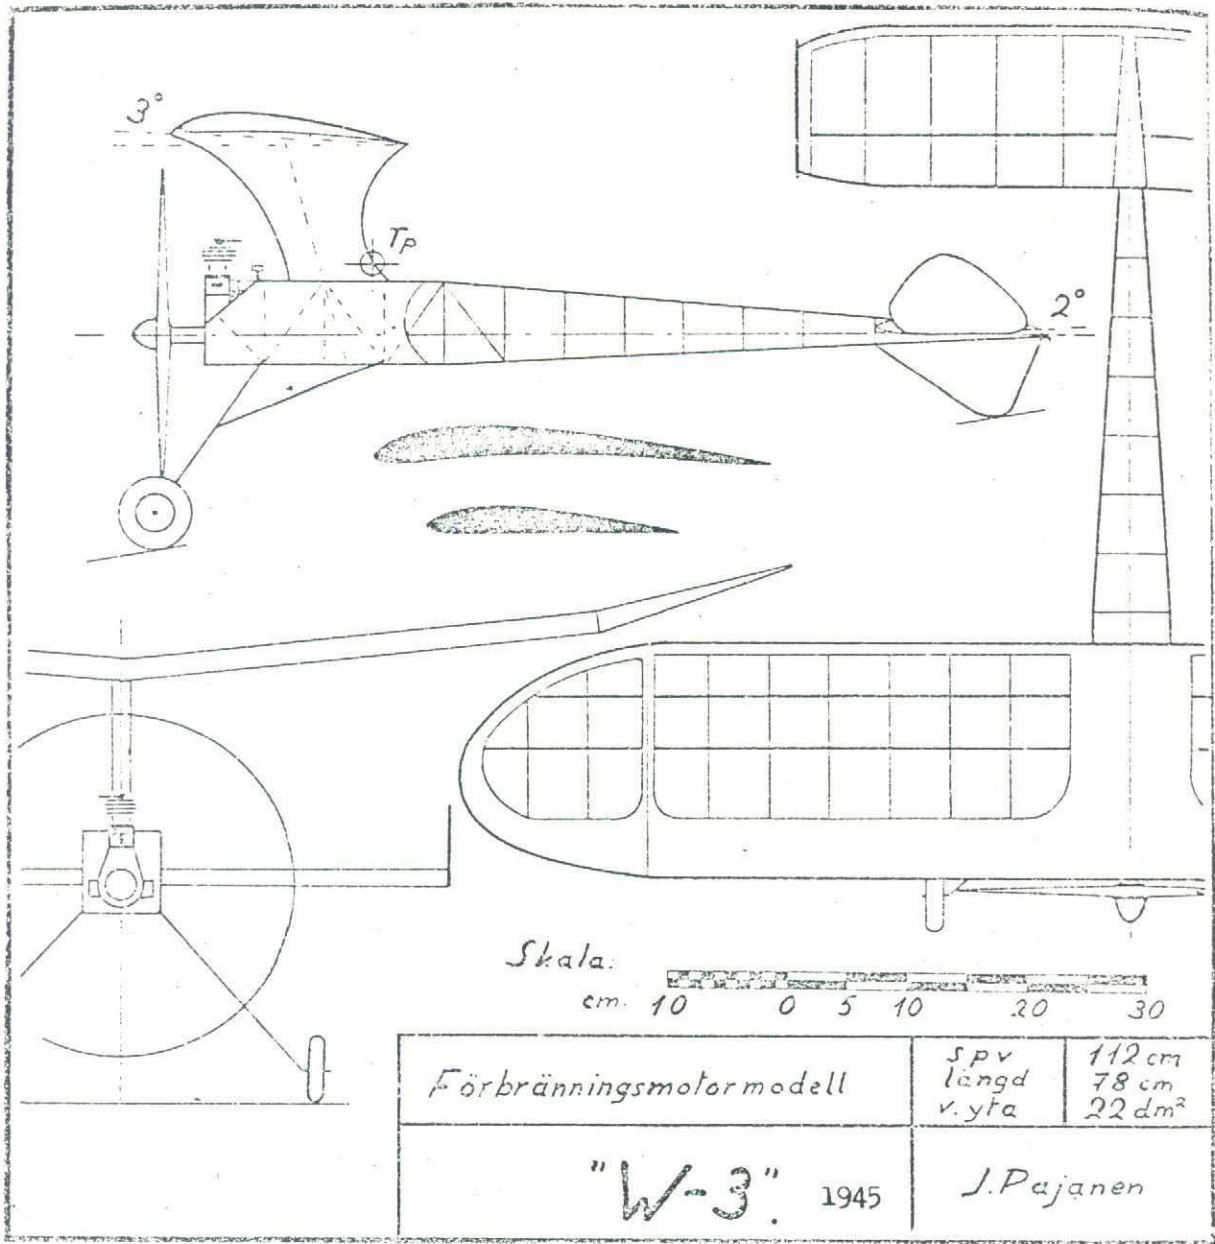 3°
Tp
2°
Skala:
cm. 10 0 5 10 20 30
Förbränningsmotormodell
spv 112 cm
längd 78 cm
v. yta 22 dm²
"W-3". 1945
J. Pajanen